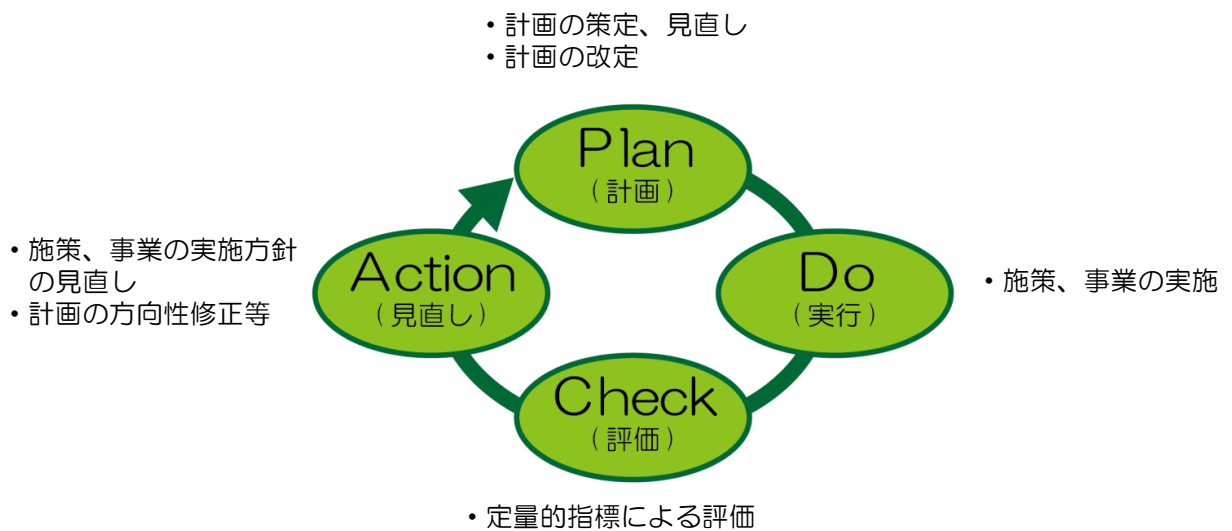 ・計画の策定、見直し
・計画の改定
Plan
（計画）
・施策、事業の実施方針
の見直し
・計画の方向性修正等
Action
（見直し）
Do
（実行）
・施策、事業の実施
Check
（評価）
・定量的指標による評価